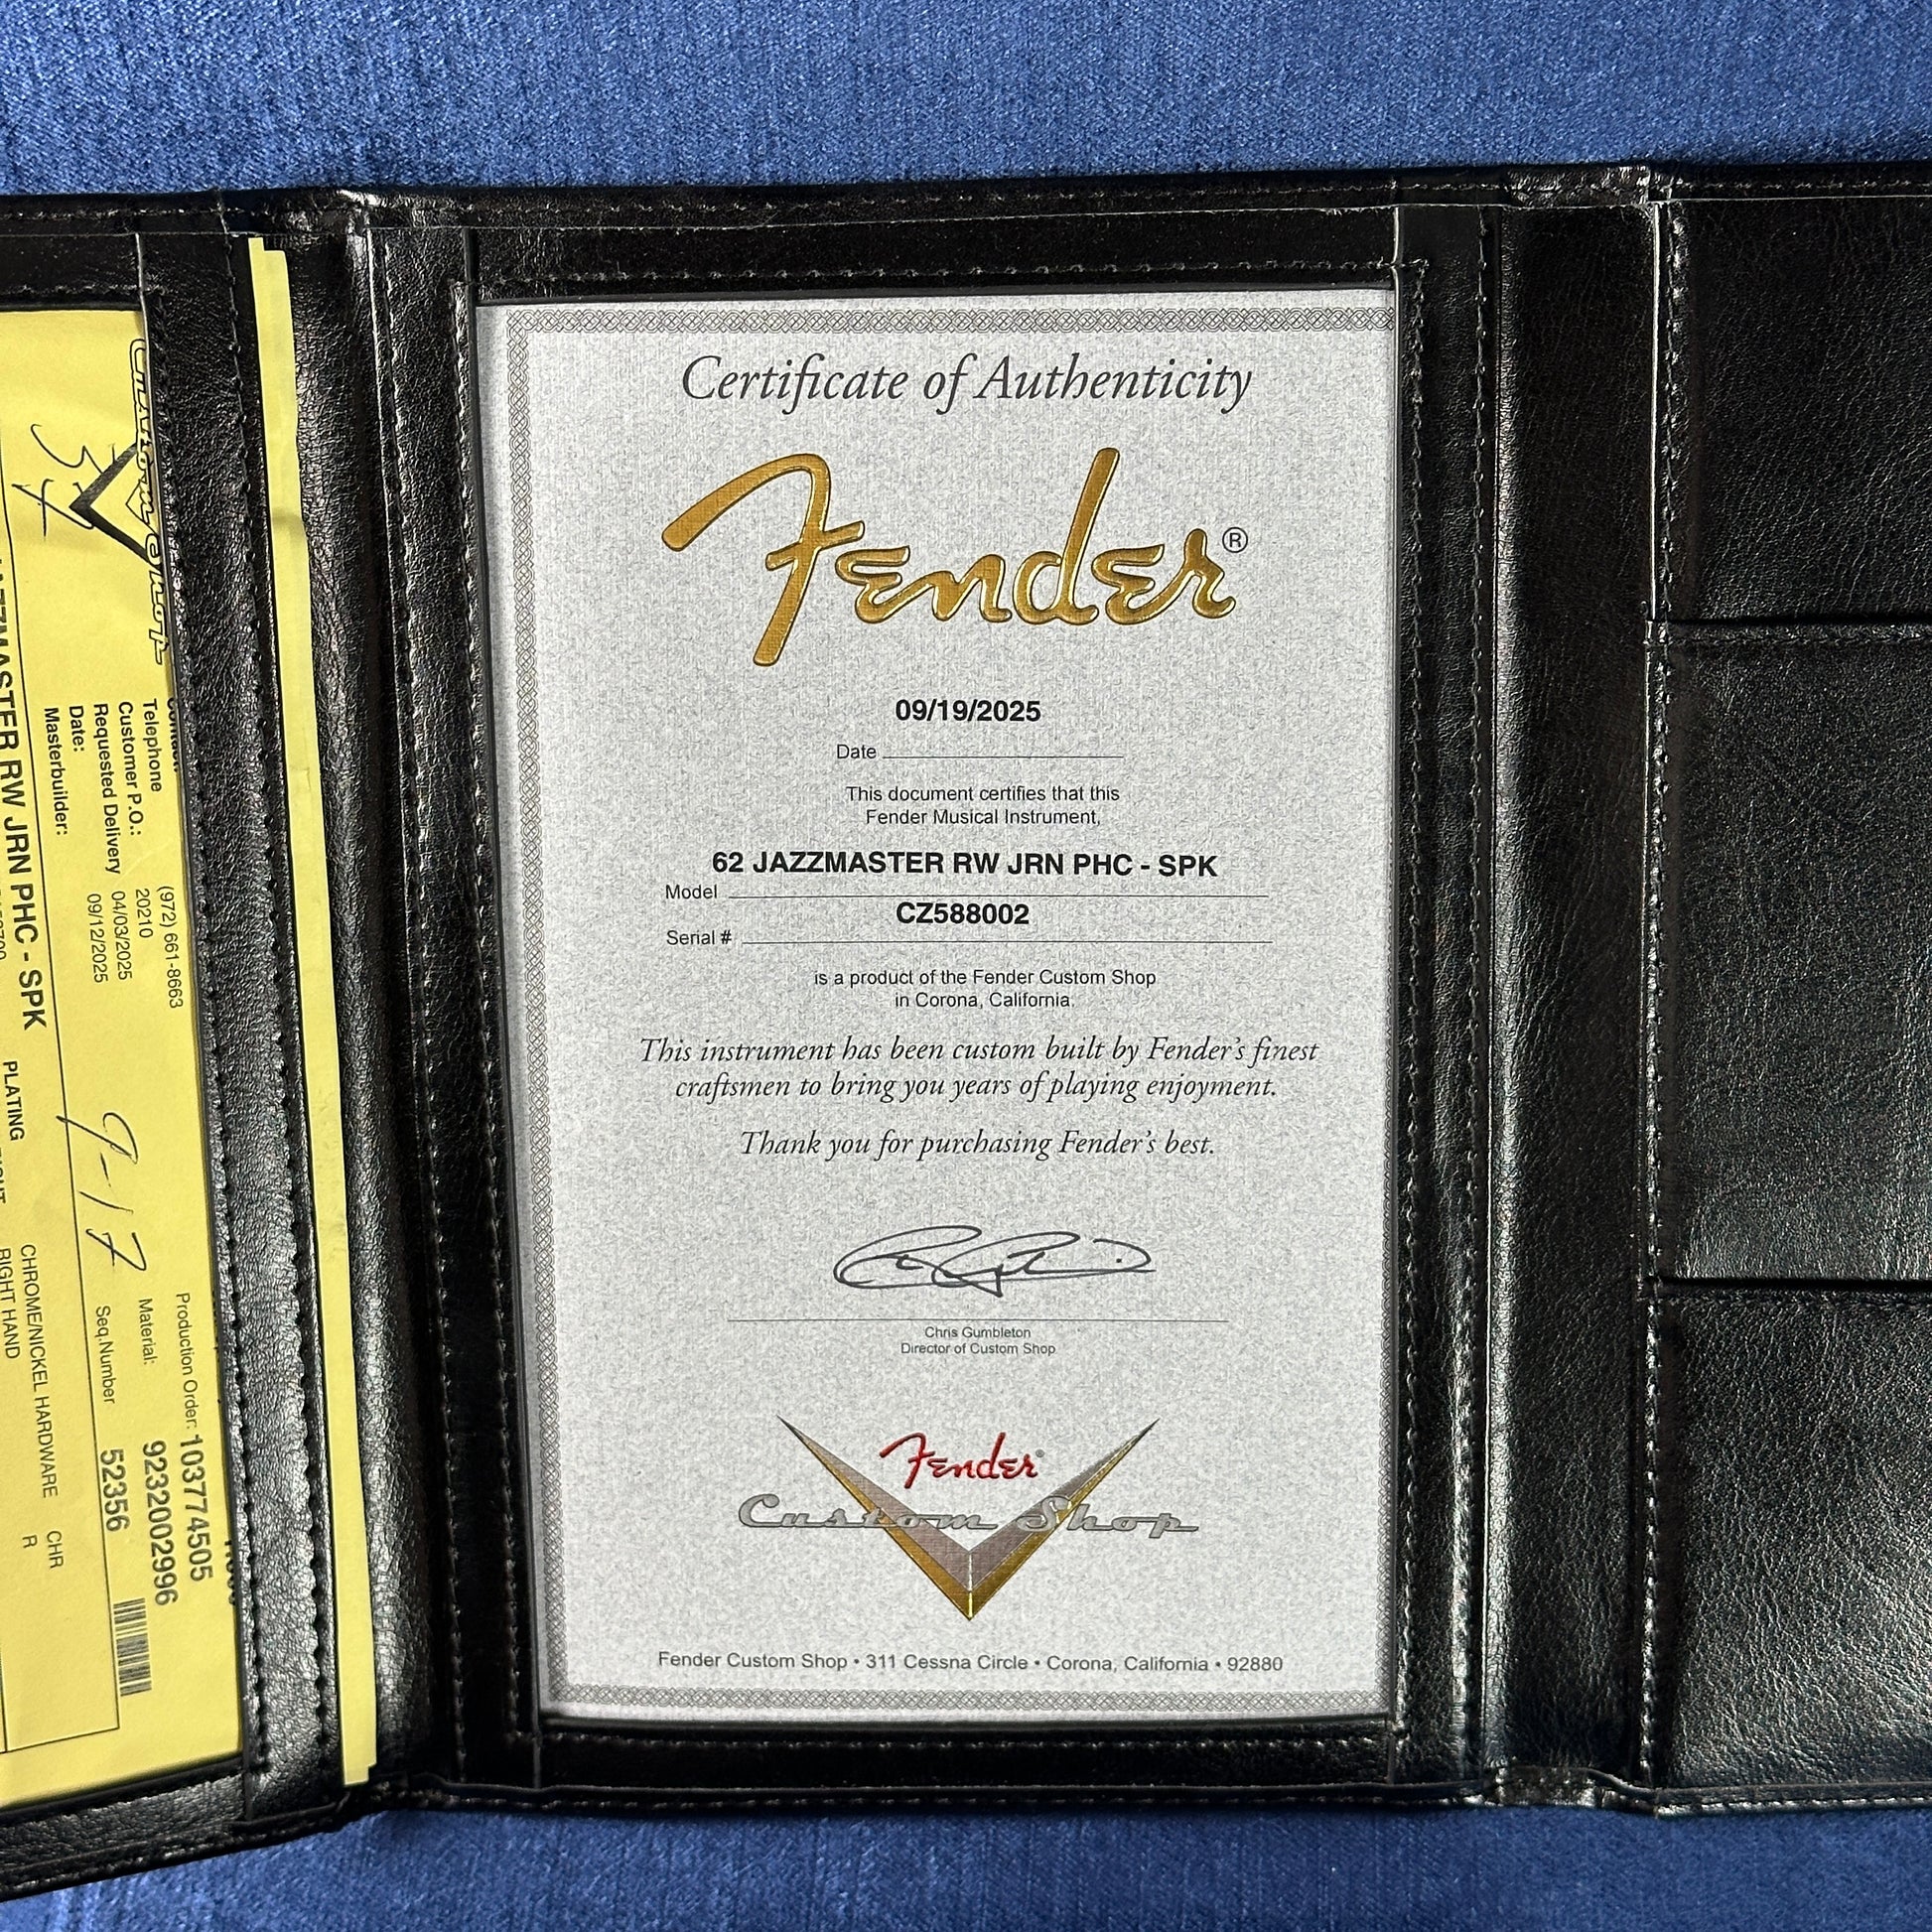 Certificate of Authenticity
Fender®
09/19/2025
Date
This document certifies that this
Fender Musical Instrument,
62 JAZZMASTER RW JRN PHC - SPK
Model
CZ588002
Serial #
is a product of the Fender Custom Shop
in Corona, California.
This instrument has been custom built by Fender's finest
craftsmen to bring you years of playing enjoyment.
Thank you for purchasing Fender's best.
Chris Gumbleton
Director of Custom Shop
Fender®
Custom Shop
Fender Custom Shop • 311 Cessna Circle • Corona, California • 92880
Custom Shop
Telephone (972) 661-8663
Customer P.O.: 20210
Requested Delivery 04/03/2025
Date: 09/12/2025
Masterbuilder:
9-17
Production Order: 103774505
Material: 9232002996
Seq.Number 52356
RW JRN PHC - SPK
PLATING CHROME/NICKEL HARDWARE CHR
RIGHT HAND R